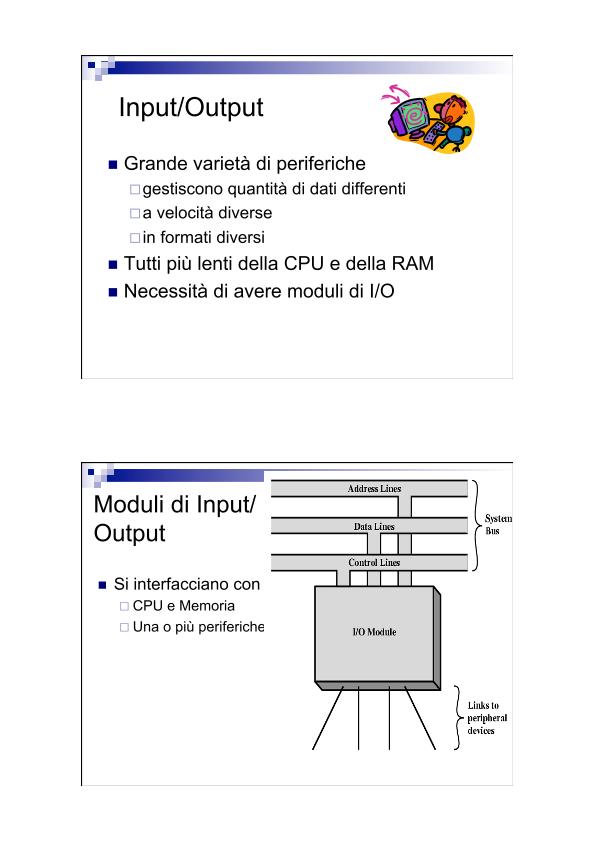 Input/Output
Grande varietà di periferiche
gestiscono quantità di dati differenti
a velocità diverse
in formati diversi
Tutti più lenti della CPU e della RAM
Necessità di avere moduli di I/O
Moduli di Input/
Output
Si interfacciano con
CPU e Memoria
Una o più periferiche
Address Lines
Data Lines
Control Lines
System
Bus
I/O Module
Links to
peripheral
devices